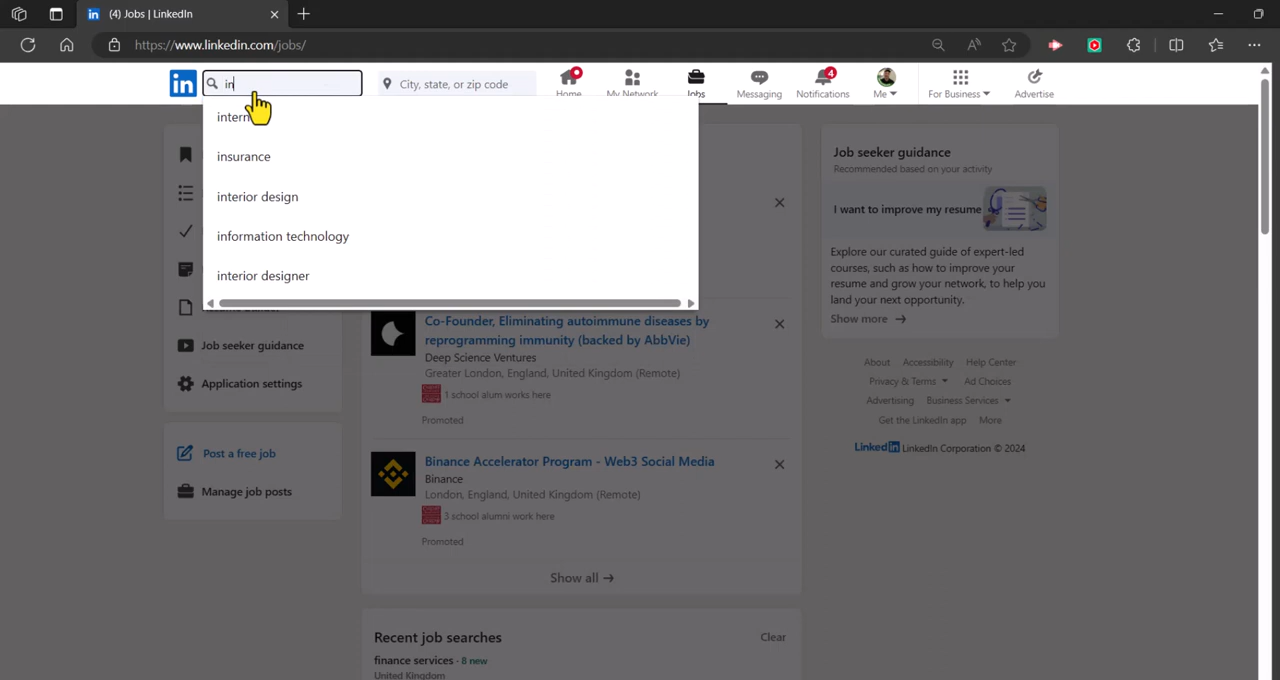 (4) Jobs | LinkedIn
https://www.linkedin.com/jobs/
in
in
City, state, or zip code
Home
My Network
Jobs
Messaging
4
Notifications
Me
For Business
Advertise
intern
insurance
interior design
information technology
interior designer
Job seeker guidance
Application settings
Post a free job
Manage job posts
Co-Founder, Eliminating autoimmune diseases by
reprogramming immunity (backed by AbbVie)
Deep Science Ventures
Greater London, England, United Kingdom (Remote)
1 school alum works here
Promoted
Binance Accelerator Program - Web3 Social Media
Binance
London, England, United Kingdom (Remote)
3 school alumni work here
Promoted
Show all
Recent job searches
Clear
finance services · 8 new
United Kingdom
Job seeker guidance
Recommended based on your activity
I want to improve my resume
Explore our curated guide of expert-led
courses, such as how to improve your
resume and grow your network, to help you
land your next opportunity.
Show more
About Accessibility Help Center
Privacy & Terms Ad Choices
Advertising Business Services
Get the LinkedIn app More
LinkedIn LinkedIn Corporation © 2024